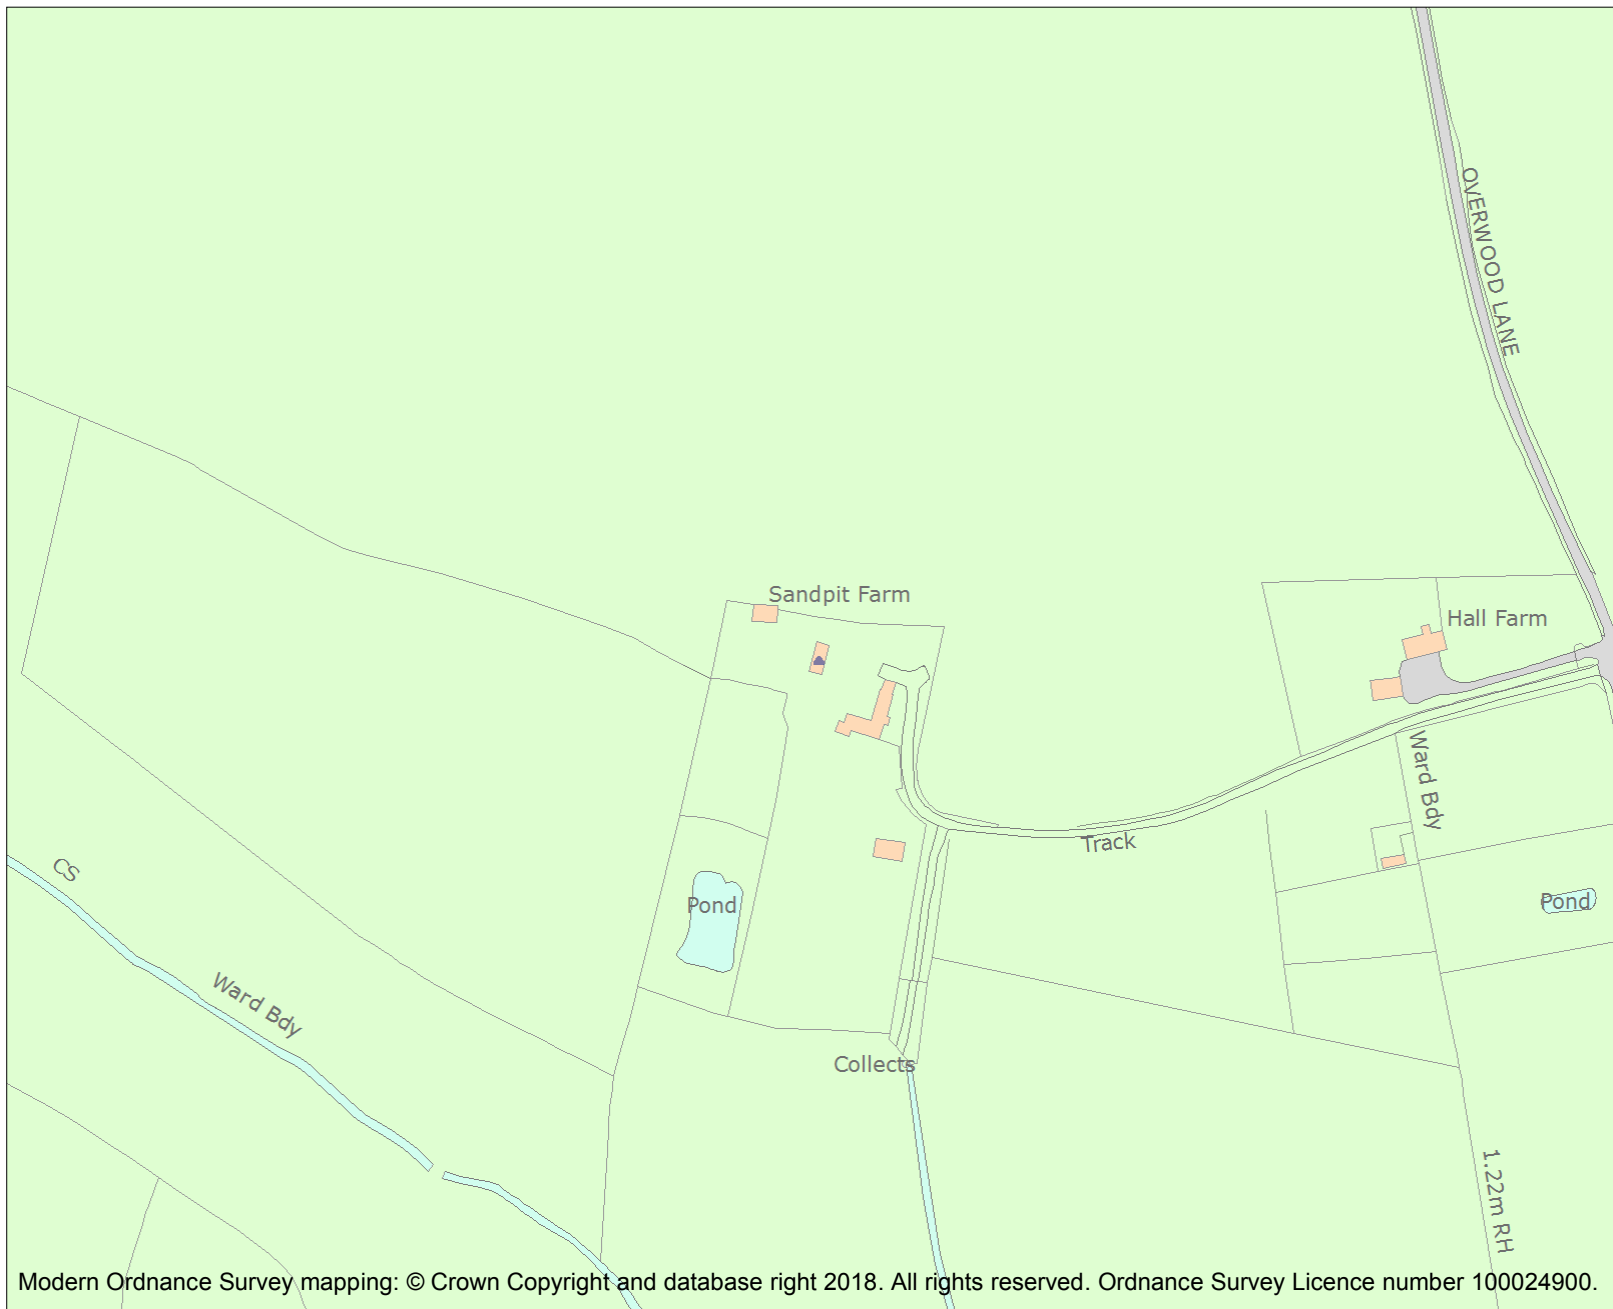 OVERWOOD LANE
Sandpit Farm
Hall Farm
Ward Bdy
Track
CS
Pond
Pond
Ward Bdy
Collects
1.22m RH
Modern Ordnance Survey mapping: © Crown Copyright and database right 2018. All rights reserved. Ordnance Survey Licence number 100024900.